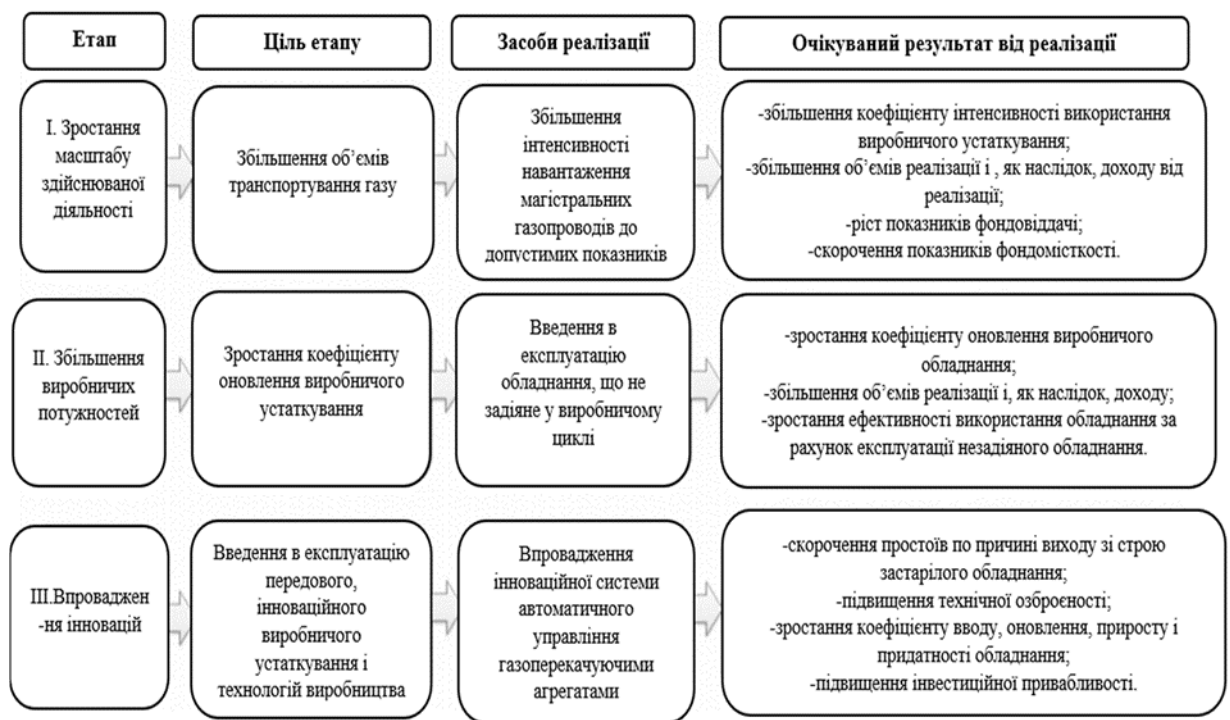 Етап
Ціль етапу
Засоби реалізації
Очікуваний результат від реалізації
І. Зростання
масштабу
здійснюваної
діяльності
Збільшення об’ємів
транспортування газу
Збільшення
інтенсивності
навантаження
магістральних
газопроводів до
допустимих показників
-збільшення коефіцієнту інтенсивності використання
виробничого устаткування;
-збільшення об’ємів реалізації і , як наслідок, доходу від
реалізації;
-ріст показників фондовіддачі;
-скорочення показників фондомісткості.
ІІ. Збільшення
виробничих
потужностей
Зростання коефіцієнту
оновлення виробничого
устаткування
Введення в
експлуатацію
обладнання, що не
задіяне у виробничому
циклі
-зростання коефіцієнту оновлення виробничого
обладнання;
-збільшення об’ємів реалізації і, як наслідок, доходу;
-зростання ефективності використання обладнання за
рахунок експлуатації незадіяного обладнання.
ІІІ.Впроваджен
-ня інновацій
Введення в експлуатацію
передового,
інноваційного
виробничого
устаткування і
технологій виробництва
Впровадження
інноваційної системи
автоматичного
управління
газоперекачуючими
агрегатами
-скорочення простоїв по причині виходу зі строю
застарілого обладнання;
-підвищення технічної озброєності;
-зростання коефіцієнту вводу, оновлення, приросту і
придатності обладнання;
-підвищення інвестиційної привабливості.